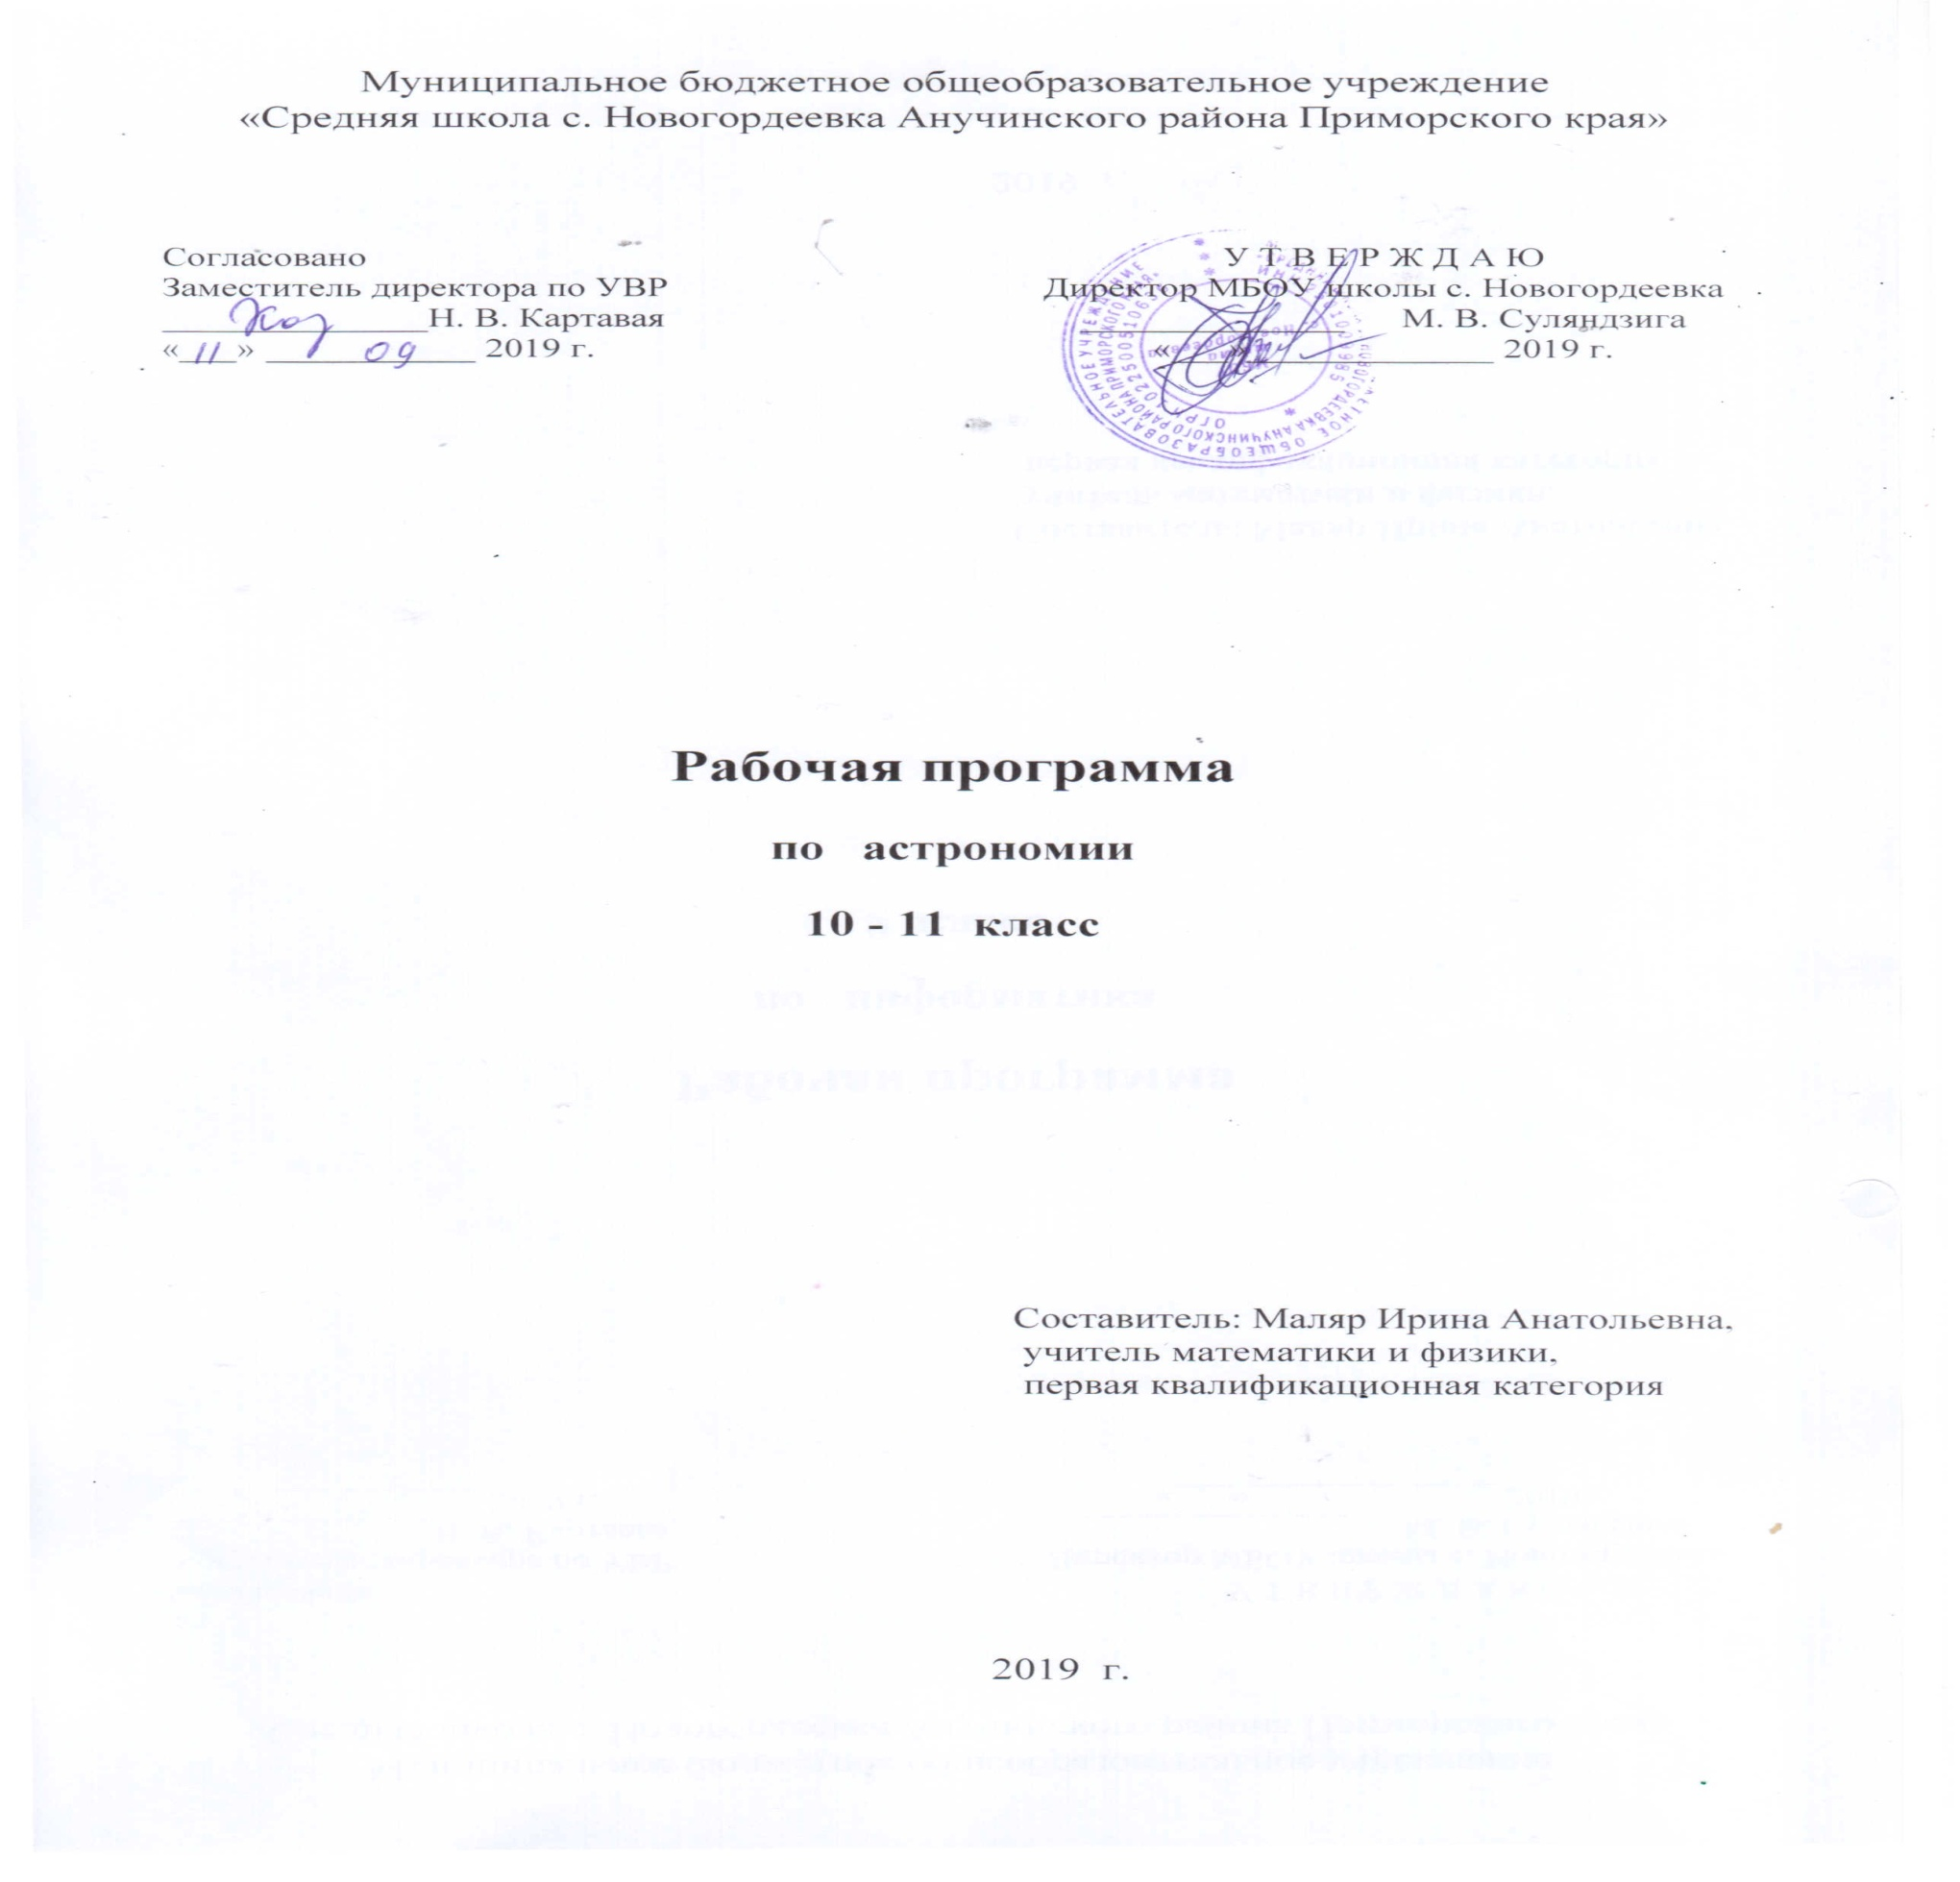 Муниципальное бюджетное общеобразовательное учреждение
«Средняя школа с. Новогордеевка Анучинского района Приморского края»
Согласовано
Заместитель директора по УВР
Н. В. Картавая
«11» 09 2019 г.
У Т В Е Р Ж Д А Ю
Директор МБОУ школы с. Новогордеевка
М. В. Суляндзига
«___» ______________ 2019 г.
Рабочая программа
по астрономии
10 - 11 класс
Составитель: Маляр Ирина Анатольевна,
учитель математики и физики,
первая квалификационная категория
2019 г.